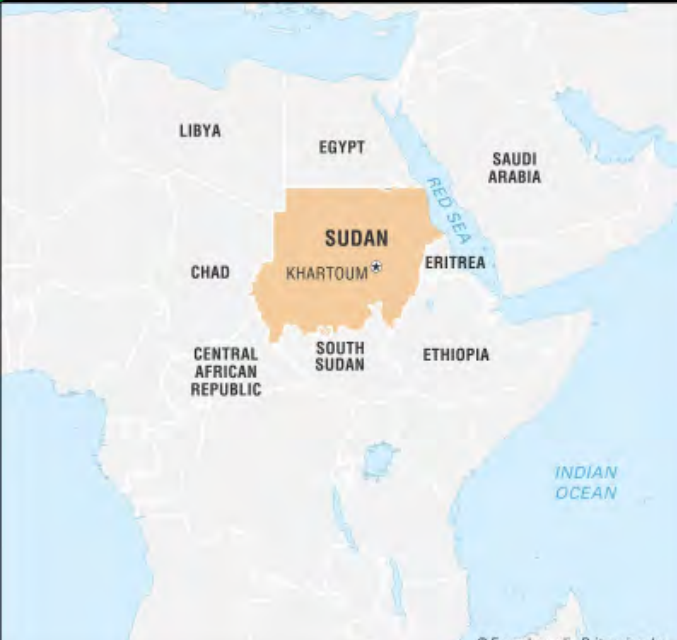 LIBYA
EGYPT
SAUDI
ARABIA
RED SEA
SUDAN
KHARTOUM
ERITREA
CHAD
SOUTH
SUDAN
ETHIOPIA
CENTRAL
AFRICAN
REPUBLIC
INDIAN
OCEAN